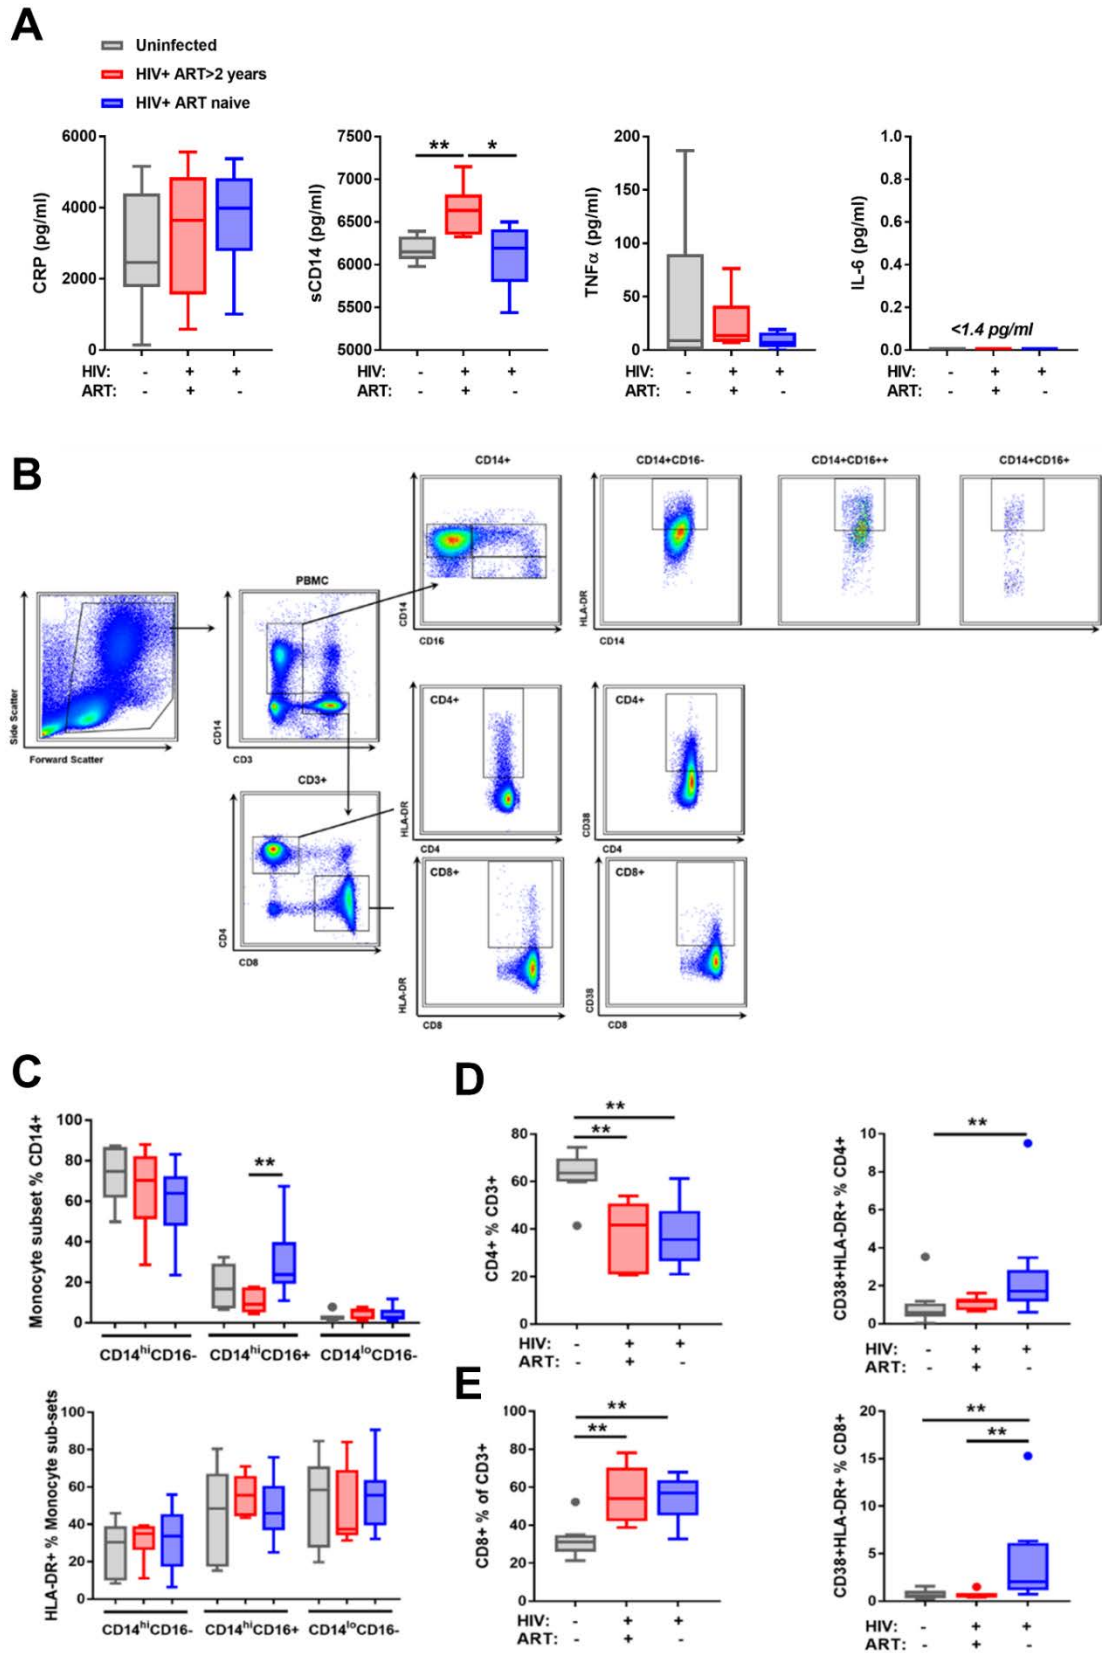 A
Uninfected
HIV+ ART>2 years
HIV+ ART naive
CRP (pg/ml)
6000
4000
2000
0
sCD14 (pg/ml)
7500
7000
6500
6000
5500
5000
** *
TNFα (pg/ml)
200
150
100
50
0
IL-6 (pg/ml)
1.0
0.8
0.6
0.4
0.2
0.0
<1.4 pg/ml
HIV: - + +
ART: - + -
HIV: - + +
ART: - + -
HIV: - + +
ART: - + -
HIV: - + +
ART: - + -
B
CD14+
CD14+CD16-
CD14+CD16++
CD14+CD16+
CD14
CD16
HLA-DR
CD14
PBMC
Side Scatter
Forward Scatter
CD14
CD3
CD3+
CD4
CD8
CD4+
HLA-DR
CD4
CD4+
CD38
CD4
CD8+
HLA-DR
CD8
CD8+
CD38
CD8
C
Monocyte subset % CD14+
100
80
60
40
20
0
**
CD14hiCD16-
CD14hiCD16+
CD14loCD16-
HLA-DR+ % Monocyte sub-sets
100
80
60
40
20
0
CD14hiCD16-
CD14hiCD16+
CD14loCD16-
D
CD4+ % CD3+
80
60
40
20
0
**
**
HIV: - + +
ART: - + -
CD38+HLA-DR+ % CD4+
10
8
6
4
2
0
**
HIV: - + +
ART: - + -
E
CD8+ % of CD3+
100
80
60
40
20
0
**
**
HIV: - + +
ART: - + -
CD38+HLA-DR+ % CD8+
20
15
10
5
0
**
**
HIV: - + +
ART: - + -